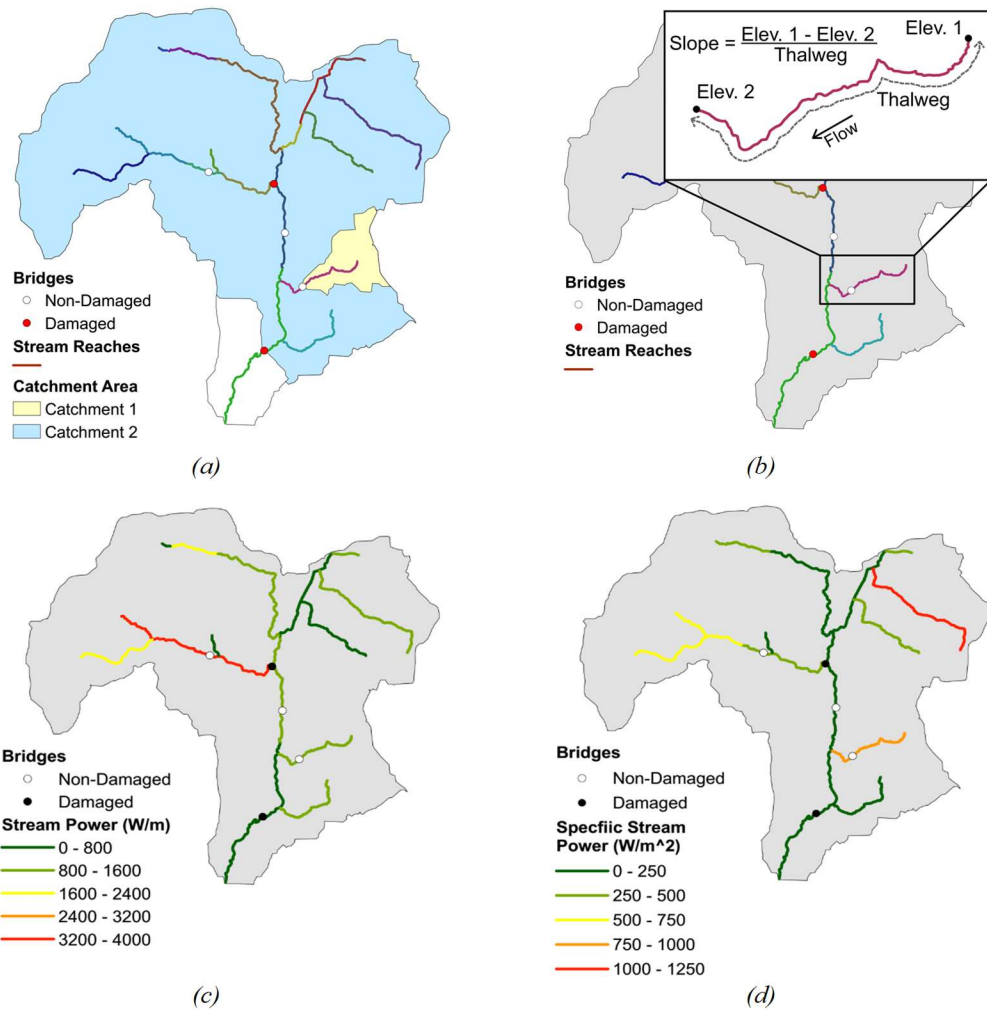 Bridges
Non-Damaged
Damaged
Stream Reaches
Catchment Area
Catchment 1
Catchment 2
(a)
Slope = Elev. 1 - Elev. 2
Thalweg
Elev. 1
Elev. 2
Thalweg
Flow
Bridges
Non-Damaged
Damaged
Stream Reaches
(b)
Bridges
Non-Damaged
Damaged
Stream Power (W/m)
0 - 800
800 - 1600
1600 - 2400
2400 - 3200
3200 - 4000
(c)
Bridges
Non-Damaged
Damaged
Specfiic Stream
Power (W/m^2)
0 - 250
250 - 500
500 - 750
750 - 1000
1000 - 1250
(d)